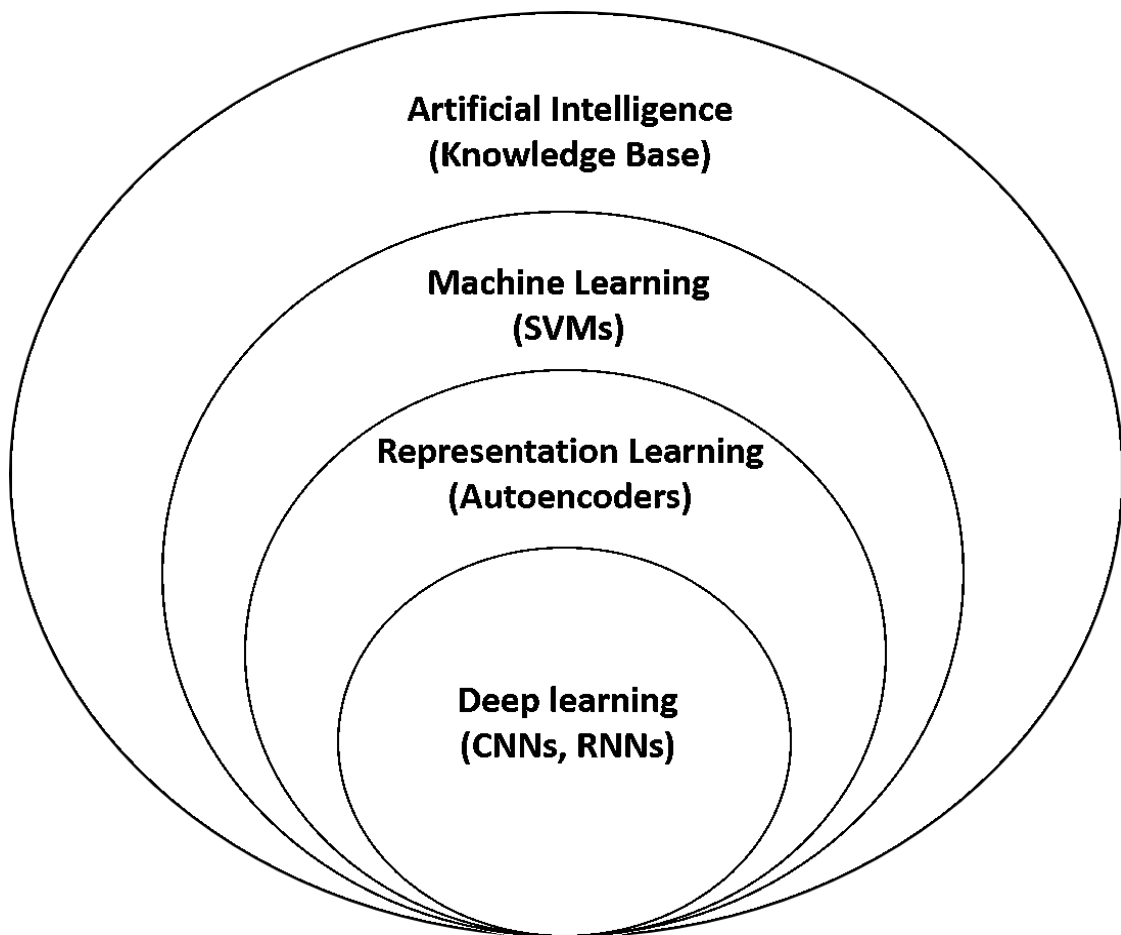 Artificial Intelligence
(Knowledge Base)
Machine Learning
(SVMs)
Representation Learning
(Autoencoders)
Deep learning
(CNNs, RNNs)